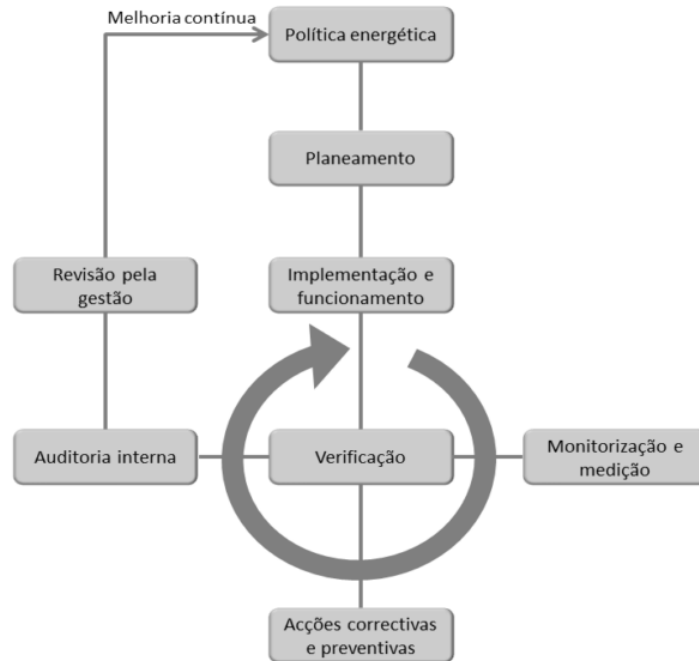 Melhoria contínua
Política energética
Planeamento
Revisão pela
gestão
Implementação e
funcionamento
Auditoria interna
Verificação
Monitorização e
medição
Acções correctivas
e preventivas